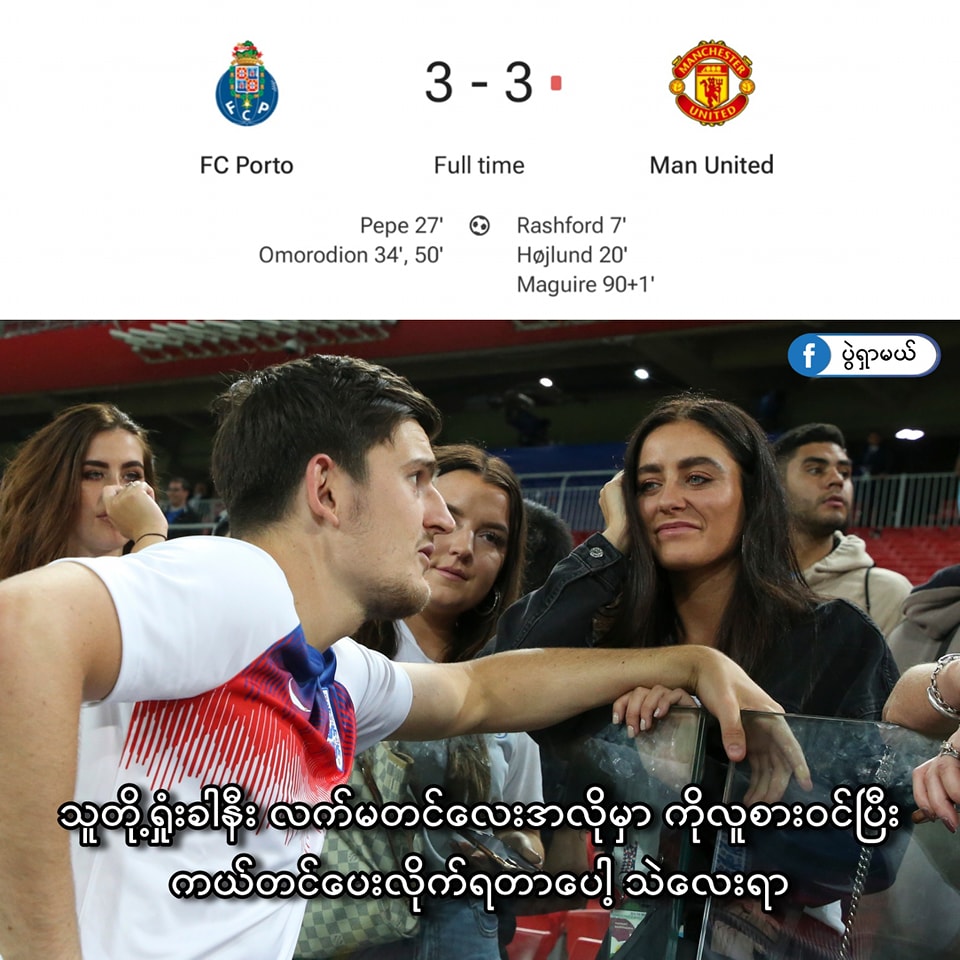 3 - 3
MANCHESTER
UNITED
FCP
FC Porto
Full time
Man United
Pepe 27'
Rashford 7'
Omorodion 34', 50'
Højlund 20'
Maguire 90+1'
f ပွဲရှာမယ်
သူတို့ရှုံးခါနီး လက်မတင်လေးအလိုမှာ ကိုလူစားဝင်ပြီး
ကယ်တင်ပေးလိုက်ရတာပေါ့ သဲလေးရာ